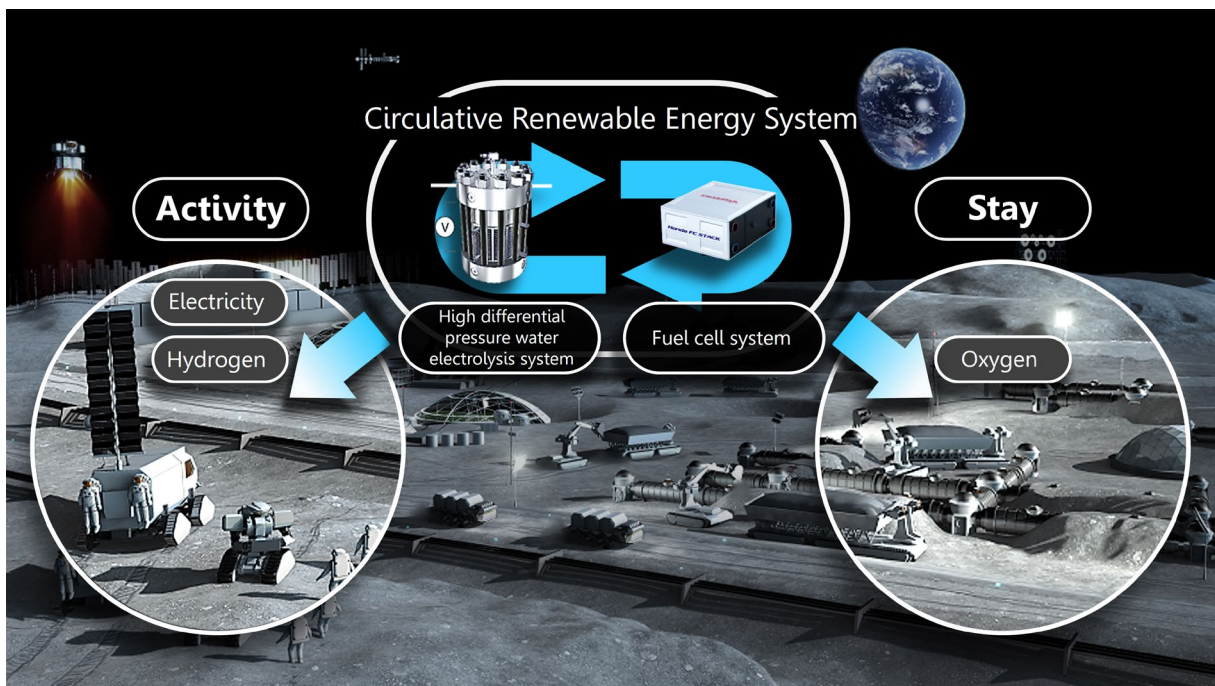 Circulative Renewable Energy System
Activity
Stay
V
Honda FC STACK
Electricity
Hydrogen
High differential
pressure water
electrolysis system
Fuel cell system
Oxygen